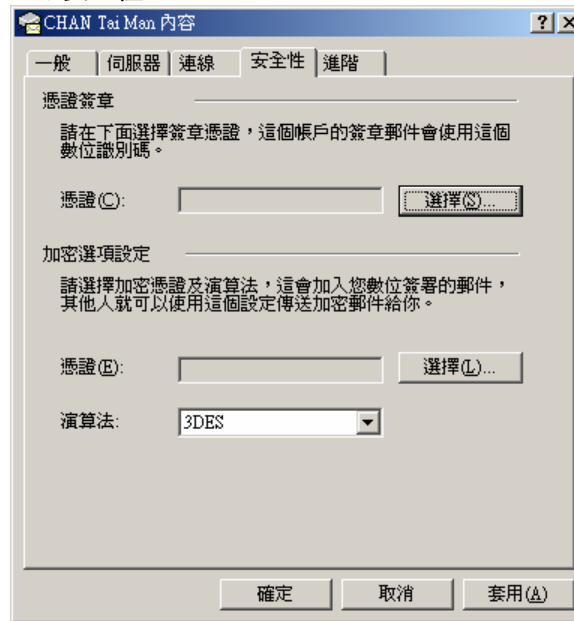 CHAN Tai Man 內容
一般 伺服器 連線 安全性 進階
憑證簽章
請在下面選擇簽章憑證，這個帳戶的簽章郵件會使用這個
數位識別碼。
憑證(C): 選擇(S)...
加密選項設定
請選擇加密憑證及演算法，這會加入您數位簽署的郵件，
其他人就可以使用這個設定傳送加密郵件給你。
憑證(E): 選擇(L)...
演算法: 3DES
確定 取消 套用(A)